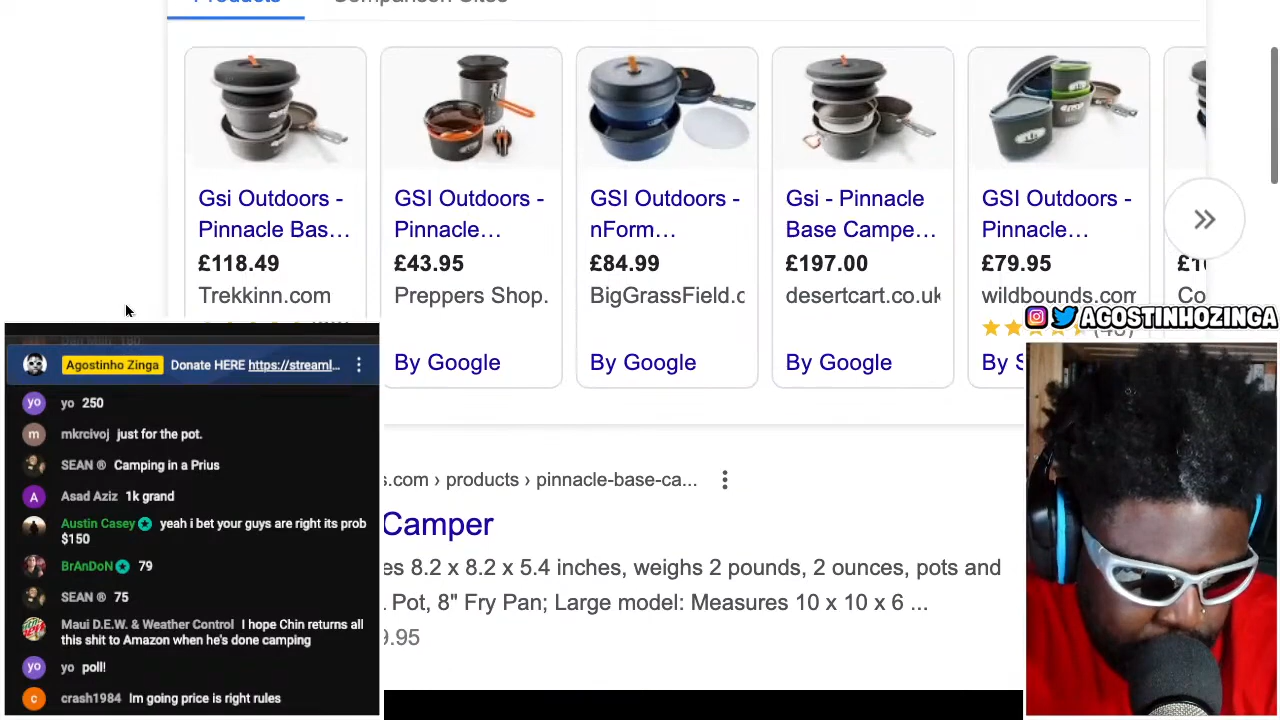 Products
Comparison Sites
Gsi Outdoors -
Pinnacle Bas...
£118.49
Trekkinn.com
GSI Outdoors -
Pinnacle...
£43.95
Preppers Shop.
By Google
GSI Outdoors -
nForm...
£84.99
BigGrassField.c
By Google
Gsi - Pinnacle
Base Campe...
£197.00
desertcart.co.uk
By Google
GSI Outdoors -
Pinnacle...
£79.95
wildbounds.com
By S
£1
Co
AGOSTINHOZINGA
Agostinho Zinga Donate HERE https://streaml...
yo 250
mkrcivoj just for the pot.
SEAN ® Camping in a Prius
Asad Aziz 1k grand
Austin Casey yeah i bet your guys are right its prob
$150
BrAnDoN 79
SEAN ® 75
Maui D.E.W. & Weather Control I hope Chin returns all
this shit to Amazon when he's done camping
yo poll!
crash1984 Im going price is right rules
s.com › products › pinnacle-base-ca...
Camper
es 8.2 x 8.2 x 5.4 inches, weighs 2 pounds, 2 ounces, pots and
Pot, 8" Fry Pan; Large model: Measures 10 x 10 x 6 ...
9.95